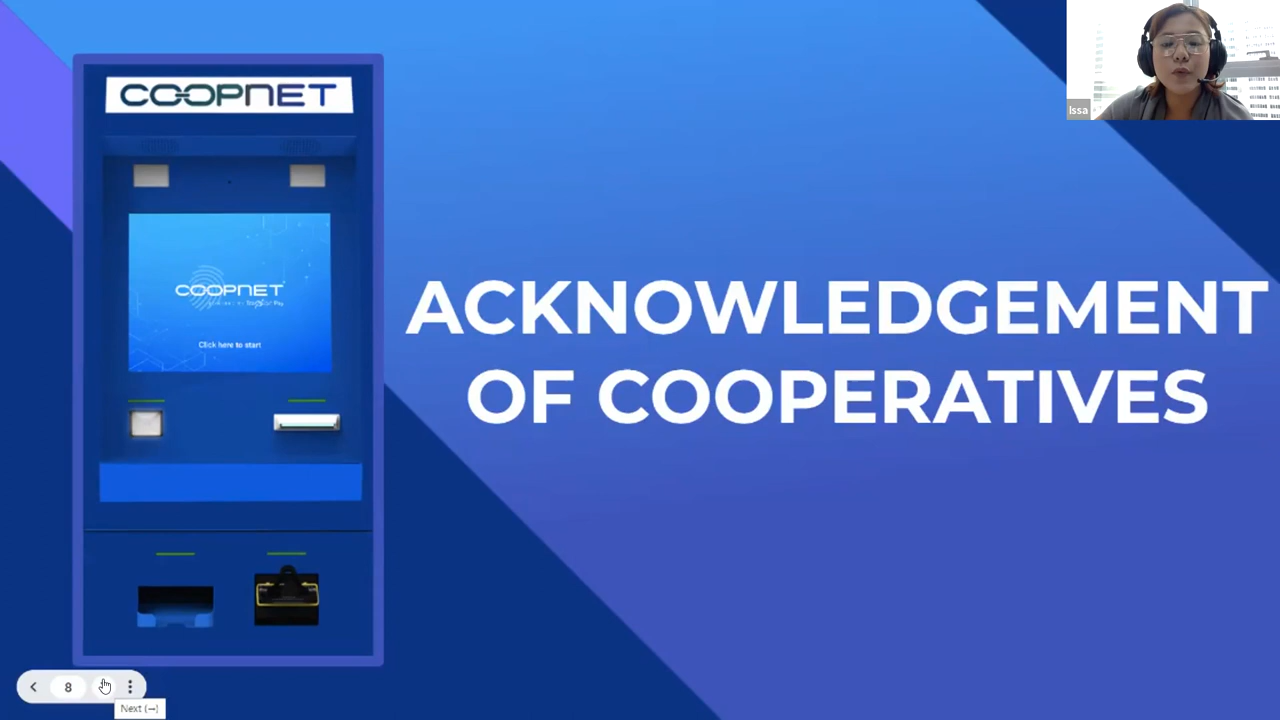 COOPNET
COOPNET
Click here to start
ACKNOWLEDGEMENT
OF COOPERATIVES
Issa
8
Next (→)